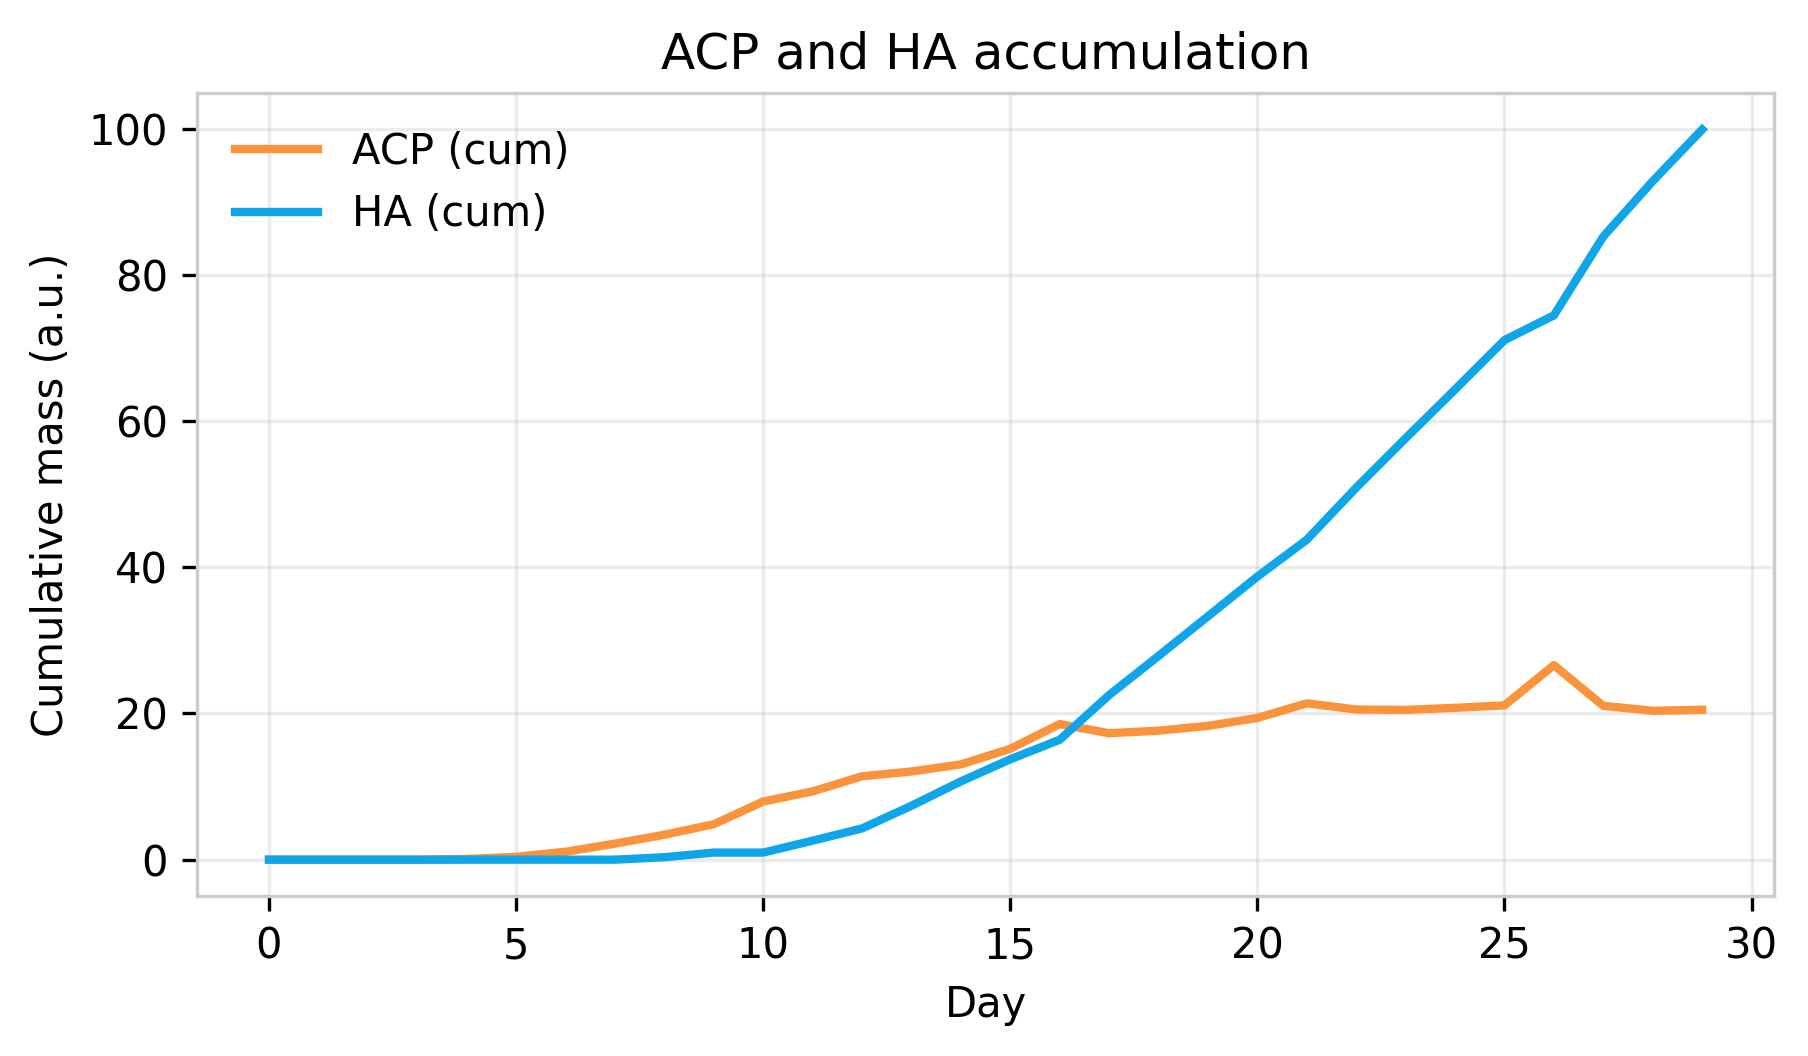 ACP and HA accumulation
ACP (cum)
HA (cum)
Cumulative mass (a.u.)
100
80
60
40
20
0
0 5 10 15 20 25 30
Day